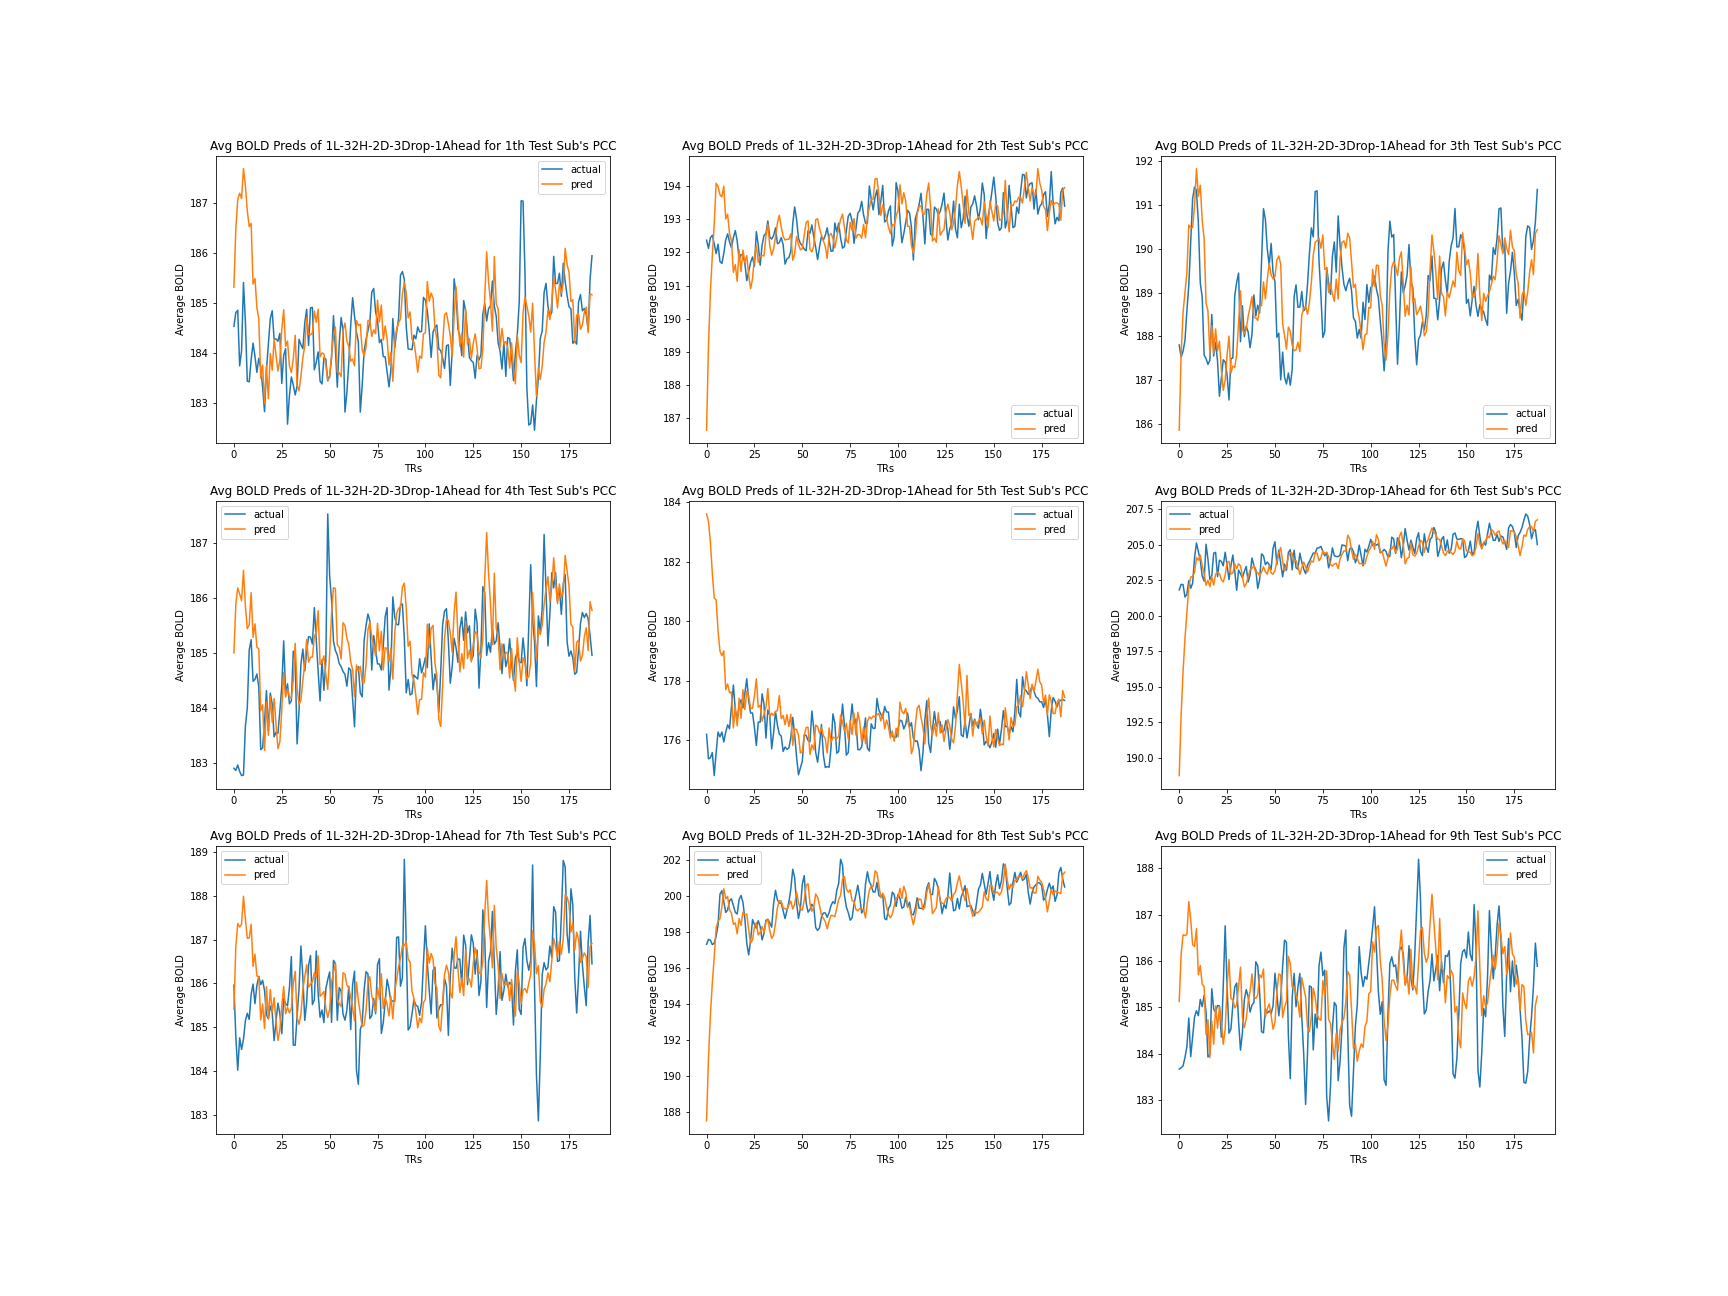 Avg BOLD Preds of 1L-32H-2D-3Drop-1Ahead for 1th Test Sub's PCC
actual
pred
187
186
185
184
183
Average BOLD
0 25 50 75 100 125 150 175
TRs
Avg BOLD Preds of 1L-32H-2D-3Drop-1Ahead for 2th Test Sub's PCC
194
193
192
191
190
189
188
187
Average BOLD
actual
pred
0 25 50 75 100 125 150 175
TRs
Avg BOLD Preds of 1L-32H-2D-3Drop-1Ahead for 3th Test Sub's PCC
192
191
190
189
188
187
186
Average BOLD
actual
pred
0 25 50 75 100 125 150 175
TRs
Avg BOLD Preds of 1L-32H-2D-3Drop-1Ahead for 4th Test Sub's PCC
actual
pred
187
186
185
184
183
Average BOLD
0 25 50 75 100 125 150 175
TRs
Avg BOLD Preds of 1L-32H-2D-3Drop-1Ahead for 5th Test Sub's PCC
actual
pred
184
182
180
178
176
Average BOLD
0 25 50 75 100 125 150 175
TRs
Avg BOLD Preds of 1L-32H-2D-3Drop-1Ahead for 6th Test Sub's PCC
actual
pred
207.5
205.0
202.5
200.0
197.5
195.0
192.5
190.0
Average BOLD
0 25 50 75 100 125 150 175
TRs
Avg BOLD Preds of 1L-32H-2D-3Drop-1Ahead for 7th Test Sub's PCC
actual
pred
189
188
187
186
185
184
183
Average BOLD
0 25 50 75 100 125 150 175
TRs
Avg BOLD Preds of 1L-32H-2D-3Drop-1Ahead for 8th Test Sub's PCC
actual
pred
202
200
198
196
194
192
190
188
Average BOLD
0 25 50 75 100 125 150 175
TRs
Avg BOLD Preds of 1L-32H-2D-3Drop-1Ahead for 9th Test Sub's PCC
actual
pred
188
187
186
185
184
183
Average BOLD
0 25 50 75 100 125 150 175
TRs